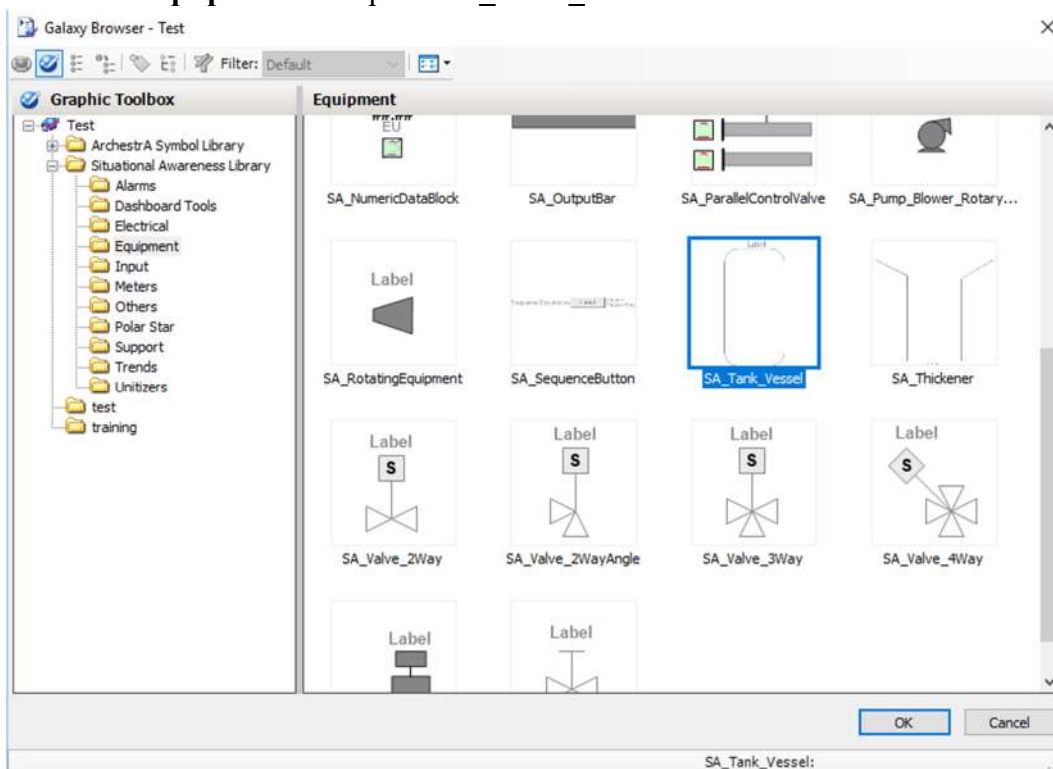 Galaxy Browser - Test
Filter: Default
Graphic Toolbox
Equipment
Test
ArchestrA Symbol Library
Situational Awareness Library
Alarms
Dashboard Tools
Electrical
Equipment
Input
Meters
Others
Polar Star
Support
Trends
Unitizers
test
training
EU
SA_NumericDataBlock
SA_OutputBar
SA_ParallelControlValve
SA_Pump_Blower_Rotary...
Label
Label
SA_RotatingEquipment
SA_SequenceButton
SA_Tank_Vessel
SA_Thickener
Label
S
Label
S
Label
S
Label
S
SA_Valve_2Way
SA_Valve_2WayAngle
SA_Valve_3Way
SA_Valve_4Way
Label
Label
OK
Cancel
SA_Tank_Vessel: